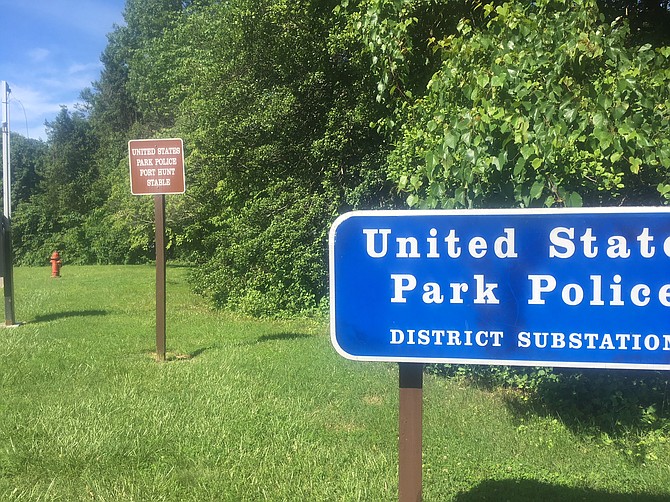 UNITED STATES
PARK POLICE
FORT HUNT
STABLE
United State
Park Police
DISTRICT SUBSTATION